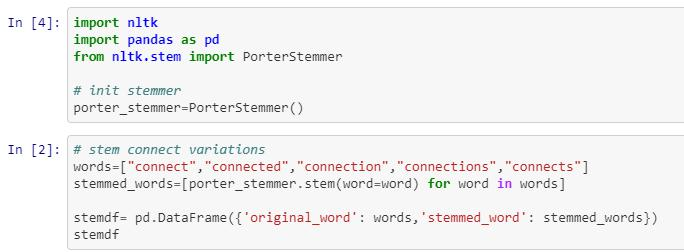 In [4]: import nltk
import pandas as pd
from nltk.stem import PorterStemmer
# init stemmer
porter_stemmer=PorterStemmer()
In [2]: # stem connect variations
words=["connect","connected","connection","connections","connects"]
stemmed_words=[porter_stemmer.stem(word=word) for word in words]
stemdf= pd.DataFrame({'original_word': words,'stemmed_word': stemmed_words})
stemdf